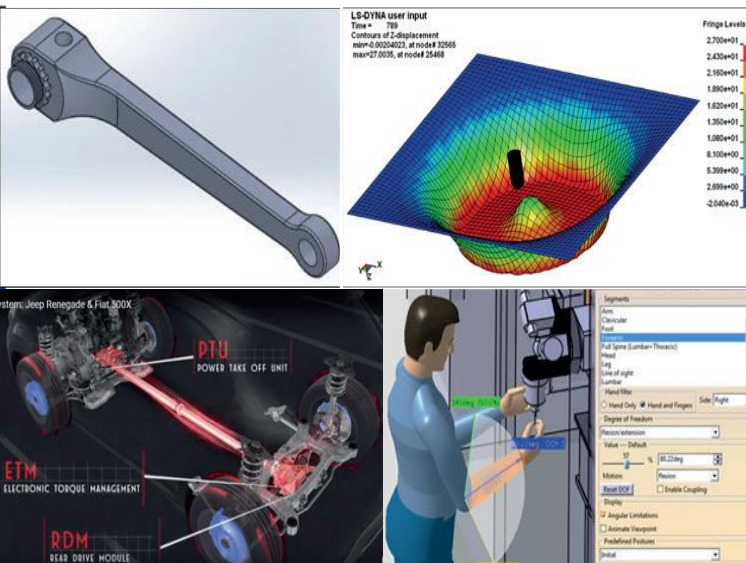 LS-DYNA user input
Time = 789
Contours of Z-displacement
min=-0.00204023, at node# 32565
max=27.0035, at node# 25468
Fringe Levels
2.700e+01
2.430e+01
2.160e+01
1.890e+01
1.620e+01
1.350e+01
1.080e+01
8.100e+00
5.399e+00
2.699e+00
-2.040e-03
Y X
Z
ystem: Jeep Renegade & Fiat 500X
PTU
POWER TAKE OFF UNIT
ETM
ELECTRONIC TORQUE MANAGEMENT
RDM
REAR DRIVE MODULE
Segments
Arm
Clavicular
Foot
Forearm
Full Spine (Lumbar+Thoracic)
Head
Leg
Line of sight
Lumbar
Hand filter
Hand Only Hand and Fingers Side: Right
Degree of Freedom
flexion/extension
Value --- Default
57 % 80.22deg
Motion: flexion
Reset DOF Enable Coupling
Display
Angular Limitations
Animate Viewpoint
Predefined Postures
Initial